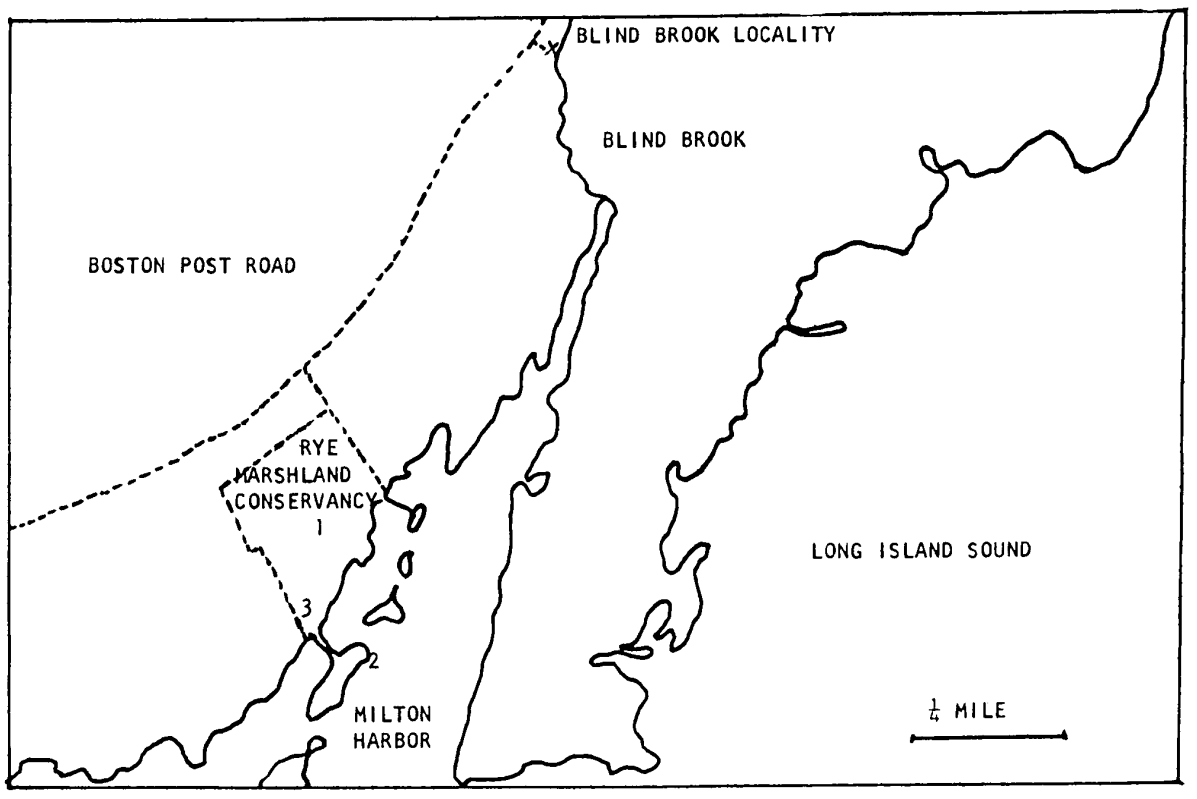 BLIND BROOK LOCALITY
BLIND BROOK
BOSTON POST ROAD
RYE
MARSHLAND
CONSERVANCY
1
LONG ISLAND SOUND
3
2
¼ MILE
MILTON
HARBOR